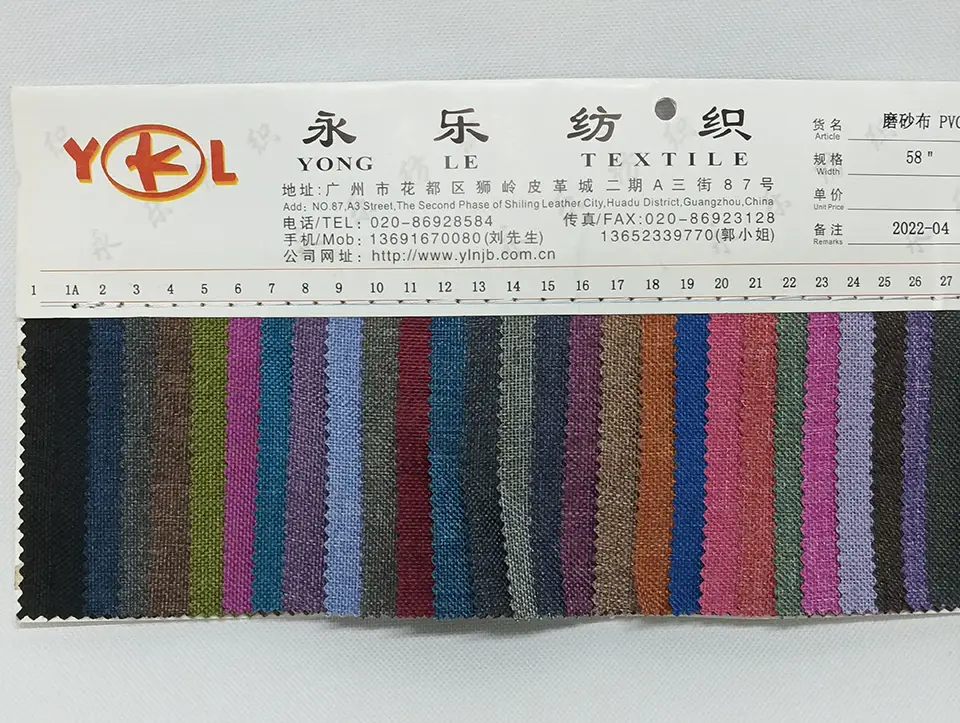 YKL
永乐纺织
YONG LE TEXTILE
地址:广州市花都区狮岭皮革城二期A三街87号
Add: NO.87,A3 Street,The Second Phase of Shiling Leather City,Huadu District,Guangzhou,China
电话/TEL: 020-86928584 传真/FAX:020-86923128
手机/Mob: 13691670080(刘先生) 13652339770(郭小姐)
公司网址: http://www.ylnjb.com.cn
货名 磨砂布 PVC
Article
规格 58"
Width
单价
Unit Price
备注 2022-04
Remarks
1 1A 2 3 4 5 6 7 8 9 10 11 12 13 14 15 16 17 18 19 20 21 22 23 24 25 26 27